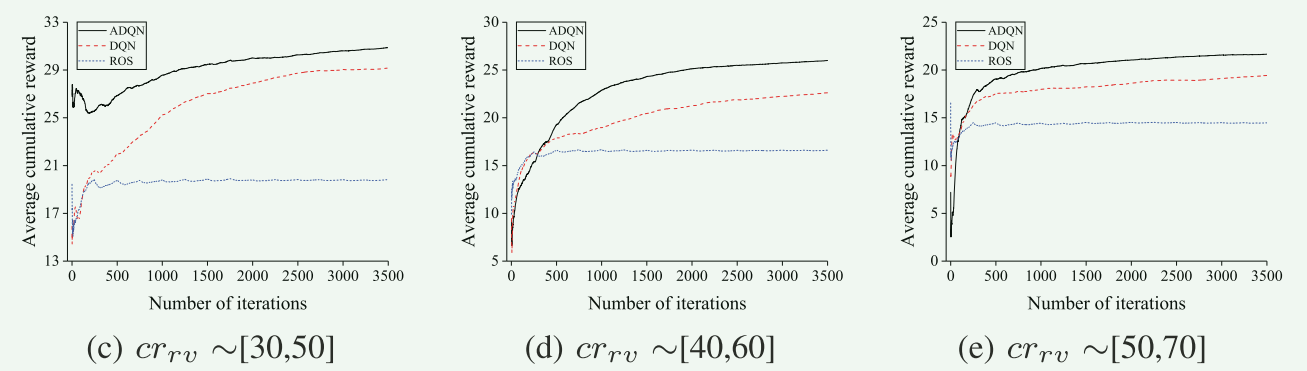 33
29
25
21
17
13
Average cumulative reward
ADQN
DQN
ROS
0 500 1000 1500 2000 2500 3000 3500
Number of iterations
(c) cr_rv ~[30,50]
30
25
20
15
10
5
Average cumulative reward
ADQN
DQN
ROS
0 500 1000 1500 2000 2500 3000 3500
Number of iterations
(d) cr_rv ~[40,60]
25
20
15
10
5
0
Average cumulative reward
ADQN
DQN
ROS
0 500 1000 1500 2000 2500 3000 3500
Number of iterations
(e) cr_rv ~[50,70]